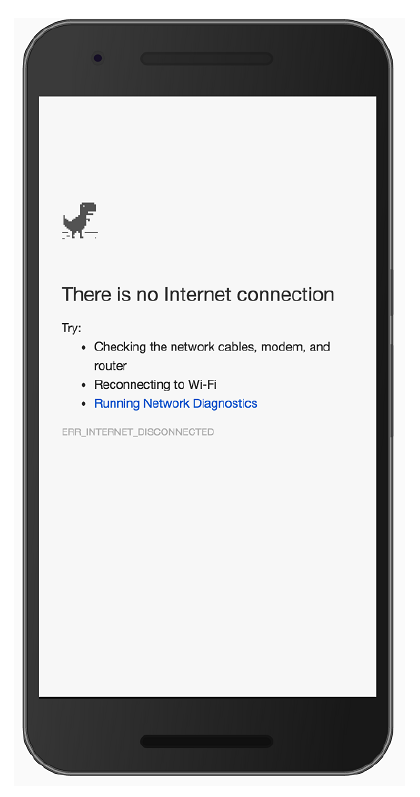 There is no Internet connection
Try:
• Checking the network cables, modem, and
router
• Reconnecting to Wi-Fi
• Running Network Diagnostics
ERR_INTERNET_DISCONNECTED